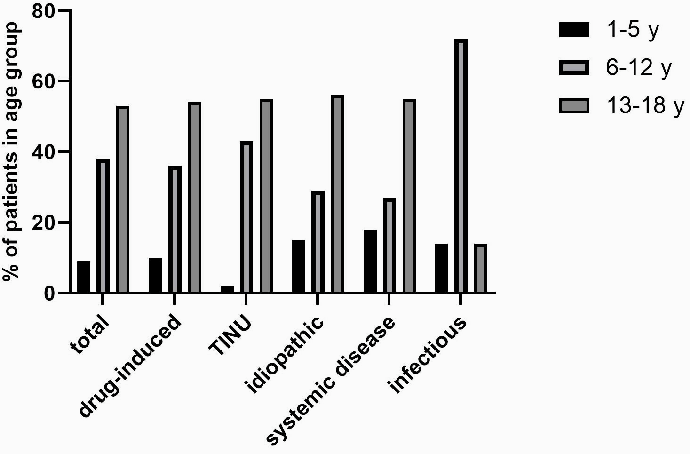 % of patients in age group
80
60
40
20
0
total
drug-induced
TINU
idiopathic
systemic disease
infectious
1-5 y
6-12 y
13-18 y